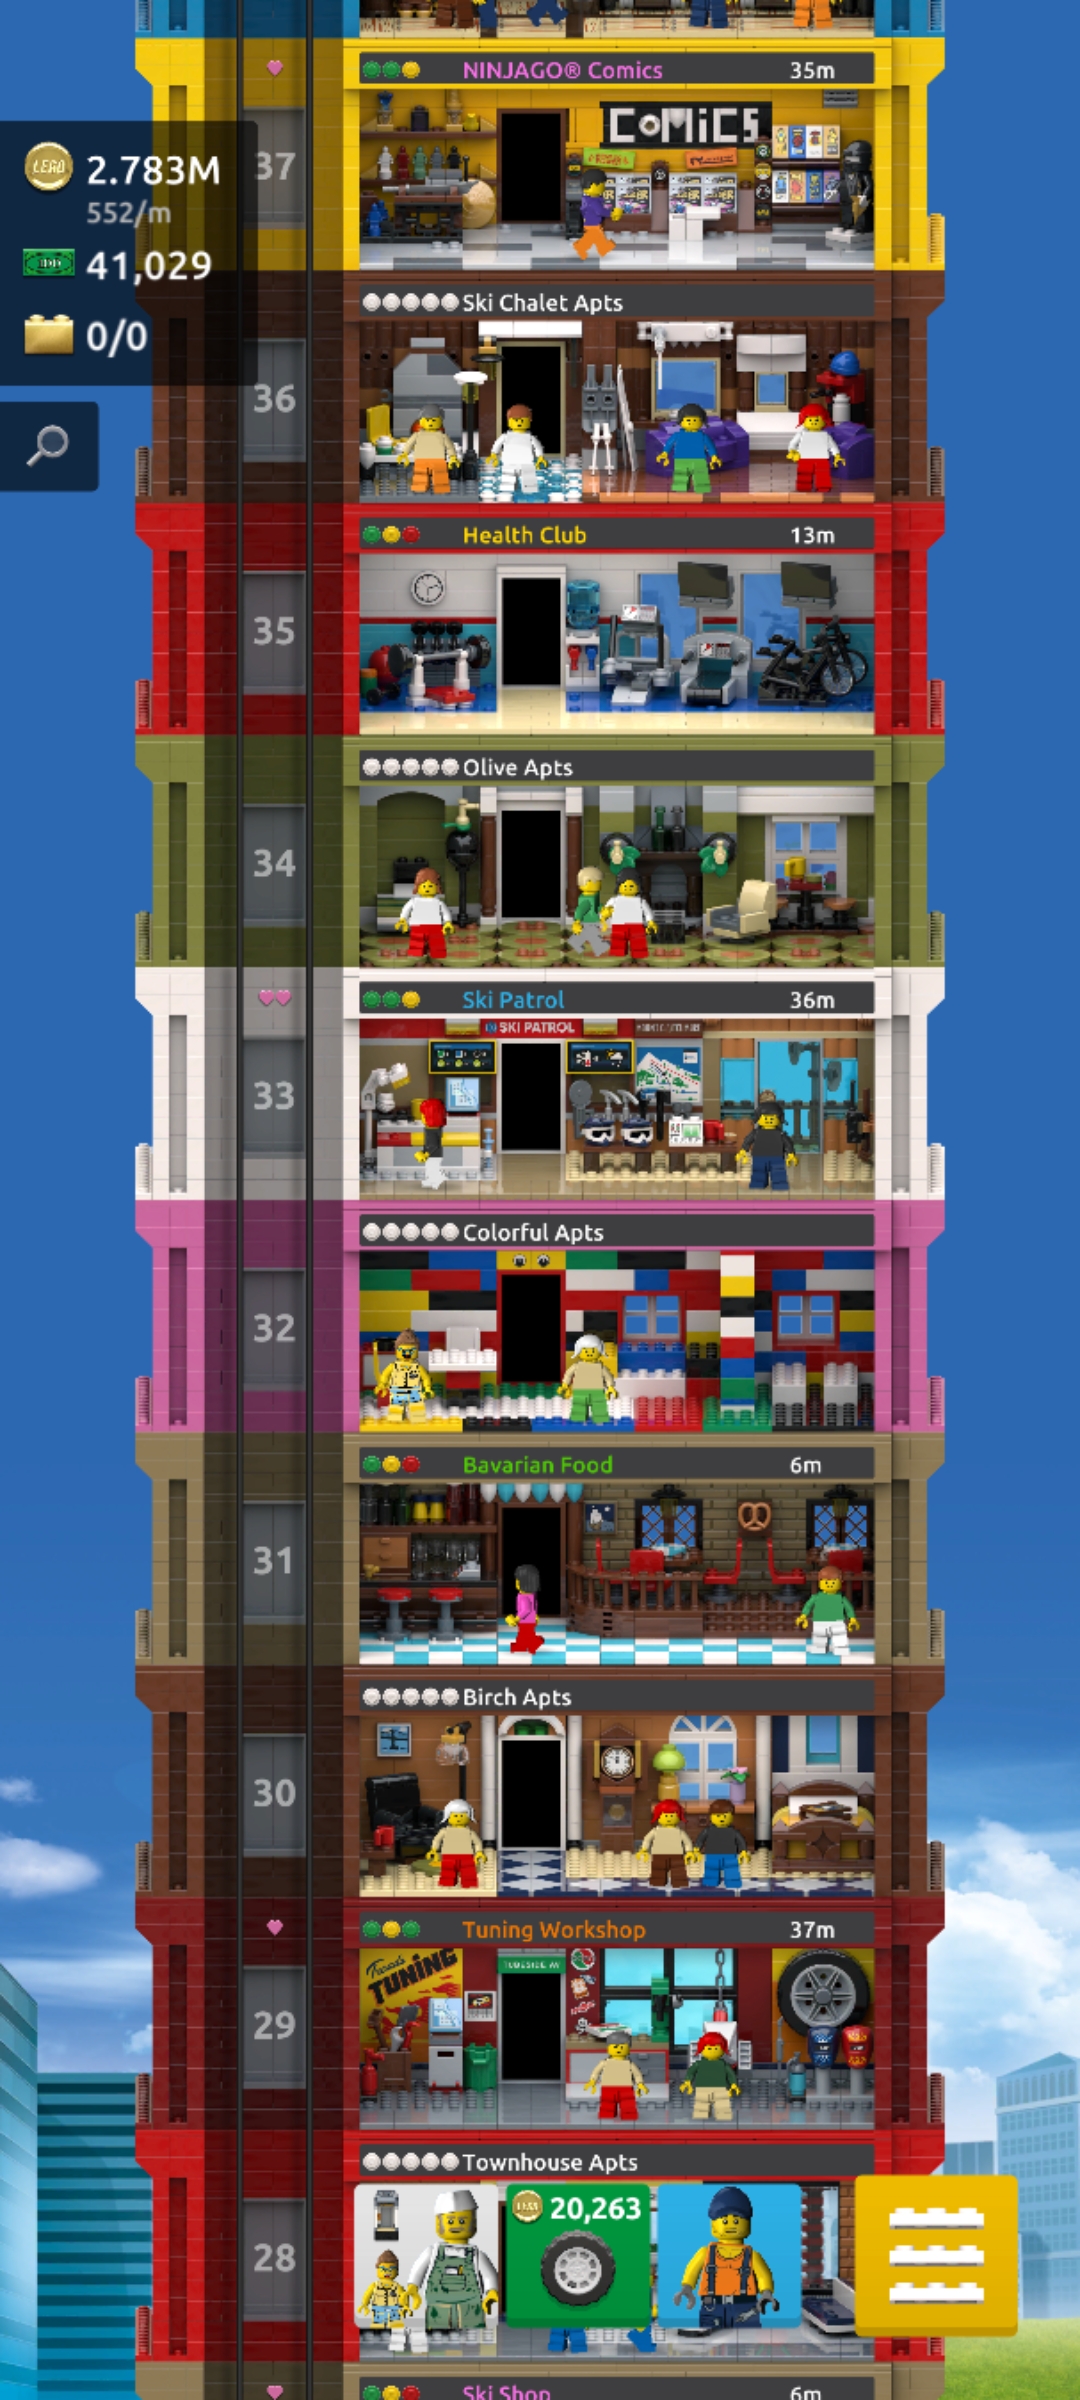 NINJAGO® Comics 35m
COMiCS
37
LEGO 2.783M
552/m
41,029
0/0
Ski Chalet Apts
36
Health Club 13m
35
Olive Apts
34
Ski Patrol 36m
SKI PATROL
33
Colorful Apts
32
Bavarian Food 6m
31
Birch Apts
30
Tuning Workshop 37m
TUNING
29
Townhouse Apts
20,263
28
Ski Shop 6m